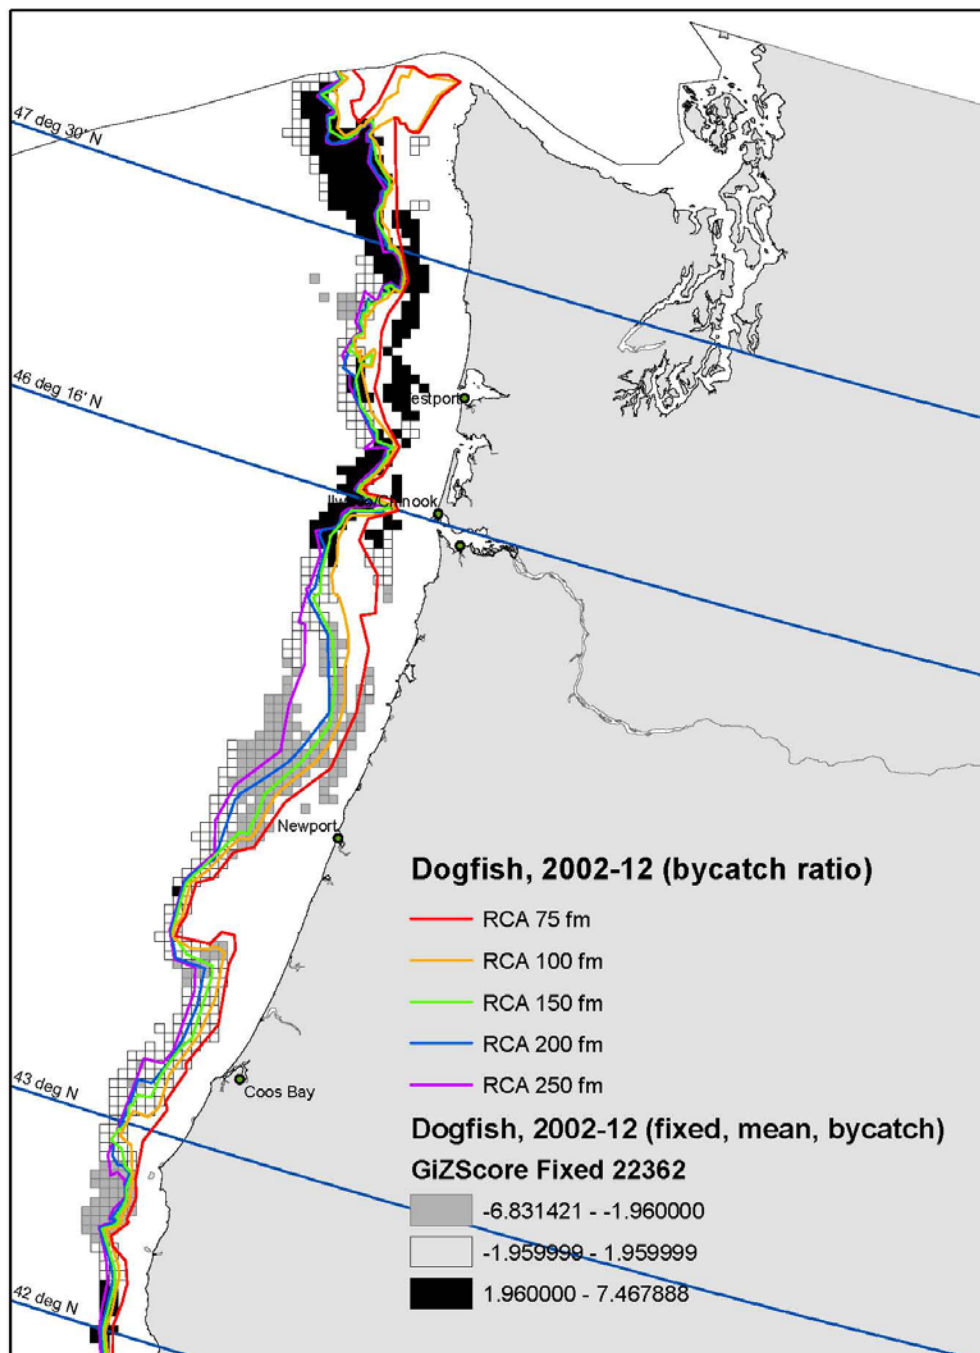 47 deg 30' N
46 deg 16' N
estport
Chinook
Newport
Dogfish, 2002-12 (bycatch ratio)
RCA 75 fm
RCA 100 fm
RCA 150 fm
RCA 200 fm
RCA 250 fm
Coos Bay
43 deg N
Dogfish, 2002-12 (fixed, mean, bycatch)
GiZScore Fixed 22362
-6.831421 - -1.960000
-1.959999 - 1.959999
1.960000 - 7.467888
42 deg N